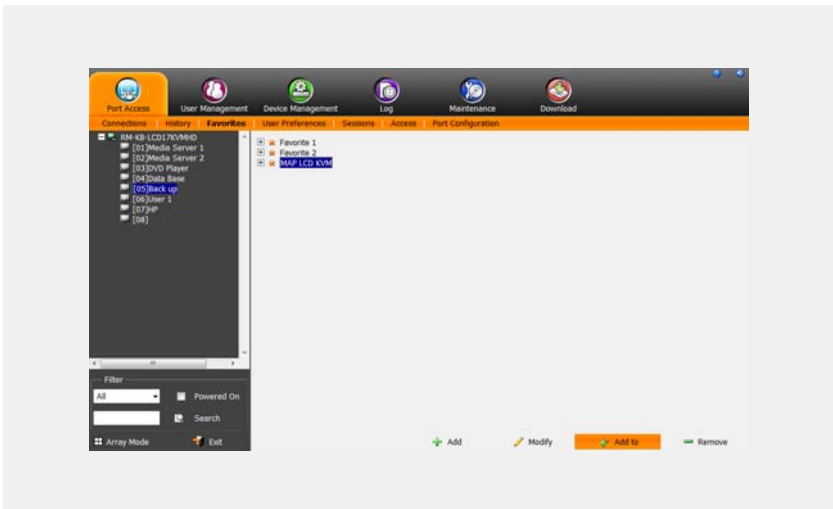 Port Access User Management Device Management Log Maintenance Download
Connections History Favorites User Preferences Sessions Access Port Configuration
RM-KB-LCD17KVMHD
[01]Media Server 1
[02]Media Server 2
[03]DVD Player
[04]Data Base
[05]Back up
[06]User 1
[07]HP
[08]
Favorite 1
Favorite 2
MAP LCD KVM
Filter
All Powered On
Search
Array Mode Exit
Add Modify Add to Remove